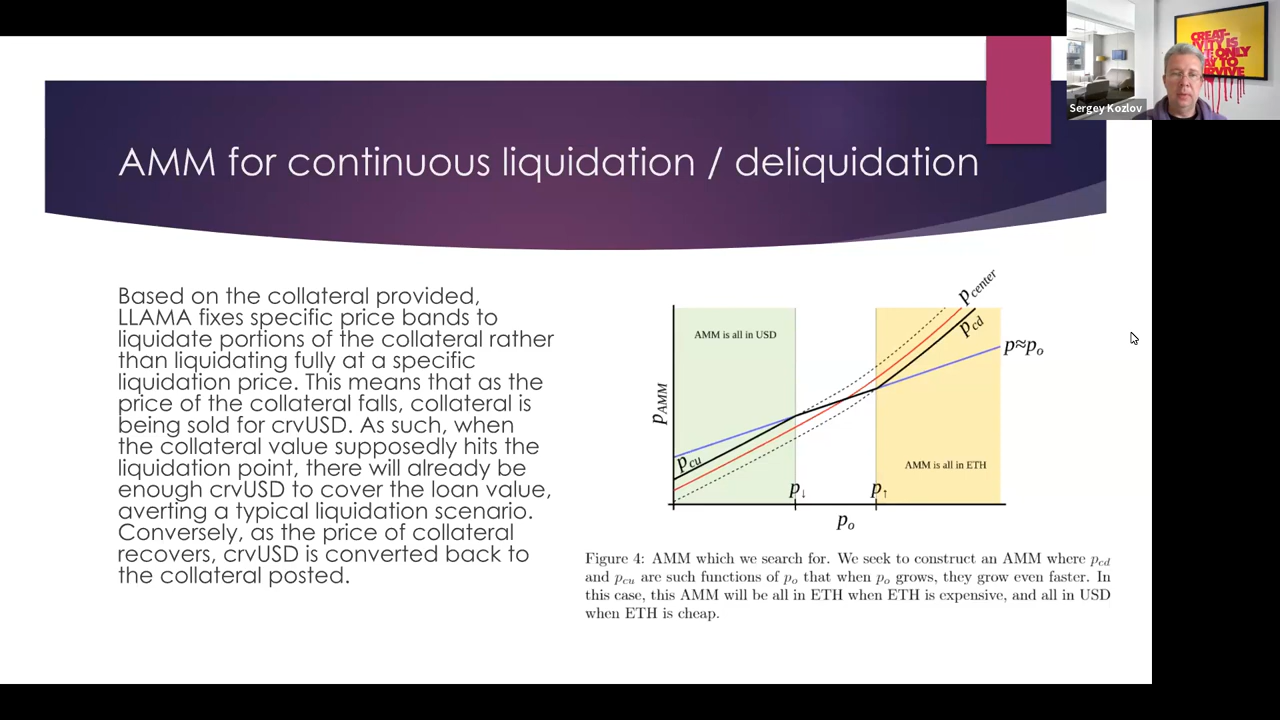 CREAT-
IVITY IS
THE ONLY
WAY TO
SURVIVE
Sergey Kozlov
AMM for continuous liquidation / deliquidation
Based on the collateral provided,
LLAMA fixes specific price bands to
liquidate portions of the collateral rather
than liquidating fully at a specific
liquidation price. This means that as the
price of the collateral falls, collateral is
being sold for crvUSD. As such, when
the collateral value supposedly hits the
liquidation point, there will already be
enough crvUSD to cover the loan value,
averting a typical liquidation scenario.
Conversely, as the price of collateral
recovers, crvUSD is converted back to
the collateral posted.
p_center
p_cd
p≈p_o
AMM is all in USD
p_AMM
p_cu
AMM is all in ETH
p↓
p↑
p_o
Figure 4: AMM which we search for. We seek to construct an AMM where p_cd
and p_cu are such functions of p_o that when p_o grows, they grow even faster. In
this case, this AMM will be all in ETH when ETH is expensive, and all in USD
when ETH is cheap.